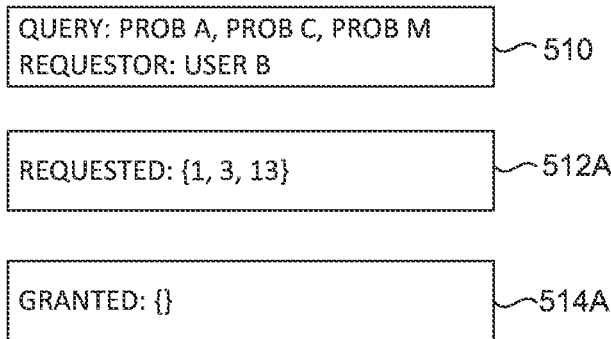 QUERY: PROB A, PROB C, PROB M
REQUESTOR: USER B
510
REQUESTED: {1, 3, 13}
512A
GRANTED: {}
514A